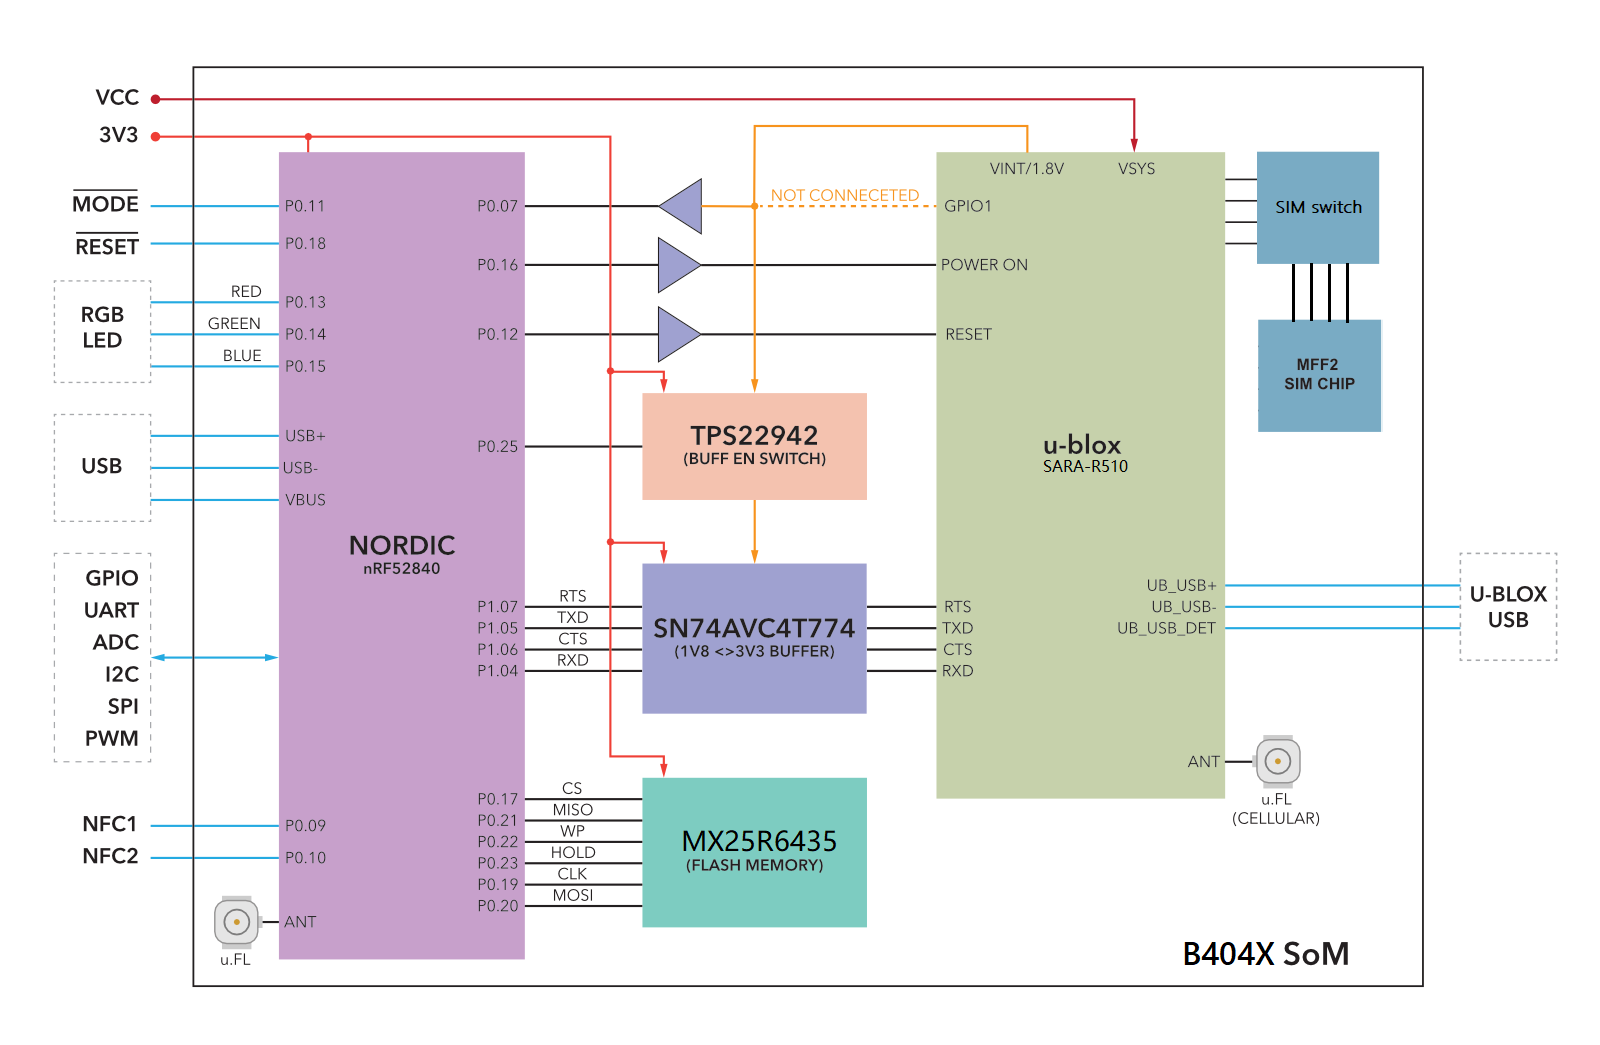 VCC
3V3
MODE
RESET
RGB
LED
RED
GREEN
BLUE
USB
GPIO
UART
ADC
I2C
SPI
PWM
NFC1
NFC2
P0.11
P0.18
P0.13
P0.14
P0.15
USB+
USB-
VBUS
NORDIC
nRF52840
P0.09
P0.10
ANT
u.FL
P0.07
P0.16
P0.12
P0.25
P1.07
P1.05
P1.06
P1.04
P0.17
P0.21
P0.22
P0.23
P0.19
P0.20
RTS
TXD
CTS
RXD
CS
MISO
WP
HOLD
CLK
MOSI
NOT CONNECETED
TPS22942
(BUFF EN SWITCH)
SN74AVC4T774
(1V8 <>3V3 BUFFER)
MX25R6435
(FLASH MEMORY)
VINT/1.8V
VSYS
GPIO1
POWER ON
RESET
u-blox
SARA-R510
RTS
TXD
CTS
RXD
UB_USB+
UB_USB-
UB_USB_DET
ANT
SIM switch
MFF2
SIM CHIP
U-BLOX
USB
u.FL
(CELLULAR)
B404X SoM